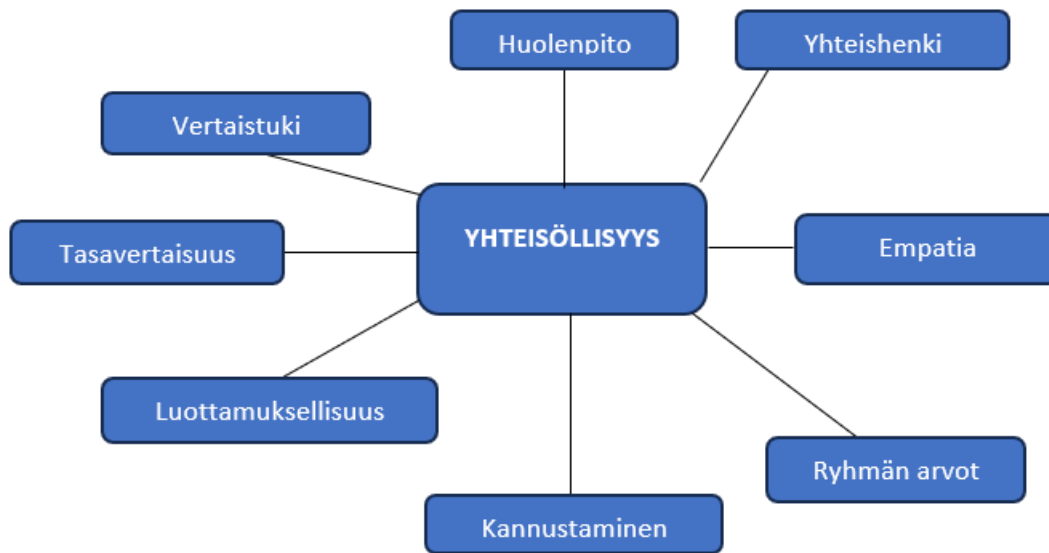 Huolenpito
Yhteishenki
Vertaistuki
YHTEISÖLLISYYS
Tasavertaisuus
Empatia
Luottamuksellisuus
Ryhmän arvot
Kannustaminen